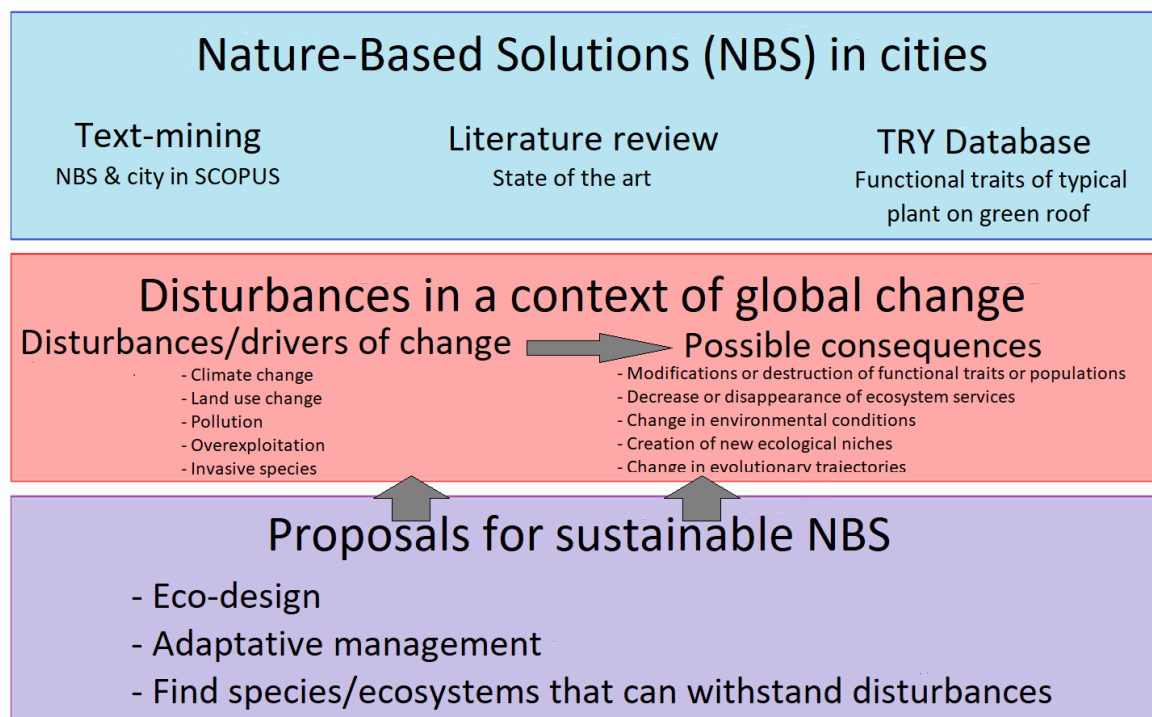 Nature-Based Solutions (NBS) in cities
Text-mining
NBS & city in SCOPUS
Literature review
State of the art
TRY Database
Functional traits of typical
plant on green roof
Disturbances in a context of global change
Disturbances/drivers of change
- Climate change
- Land use change
- Pollution
- Overexploitation
- Invasive species
Possible consequences
- Modifications or destruction of functional traits or populations
- Decrease or disappearance of ecosystem services
- Change in environmental conditions
- Creation of new ecological niches
- Change in evolutionary trajectories
Proposals for sustainable NBS
- Eco-design
- Adaptative management
- Find species/ecosystems that can withstand disturbances